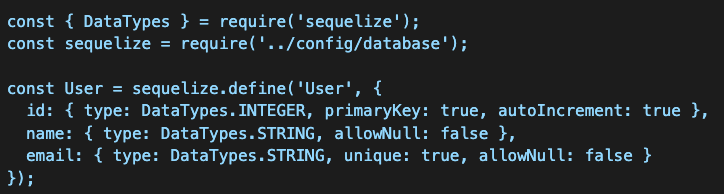 const { DataTypes } = require('sequelize');
const sequelize = require('../config/database');

const User = sequelize.define('User', {
  id: { type: DataTypes.INTEGER, primaryKey: true, autoIncrement: true },
  name: { type: DataTypes.STRING, allowNull: false },
  email: { type: DataTypes.STRING, unique: true, allowNull: false }
});